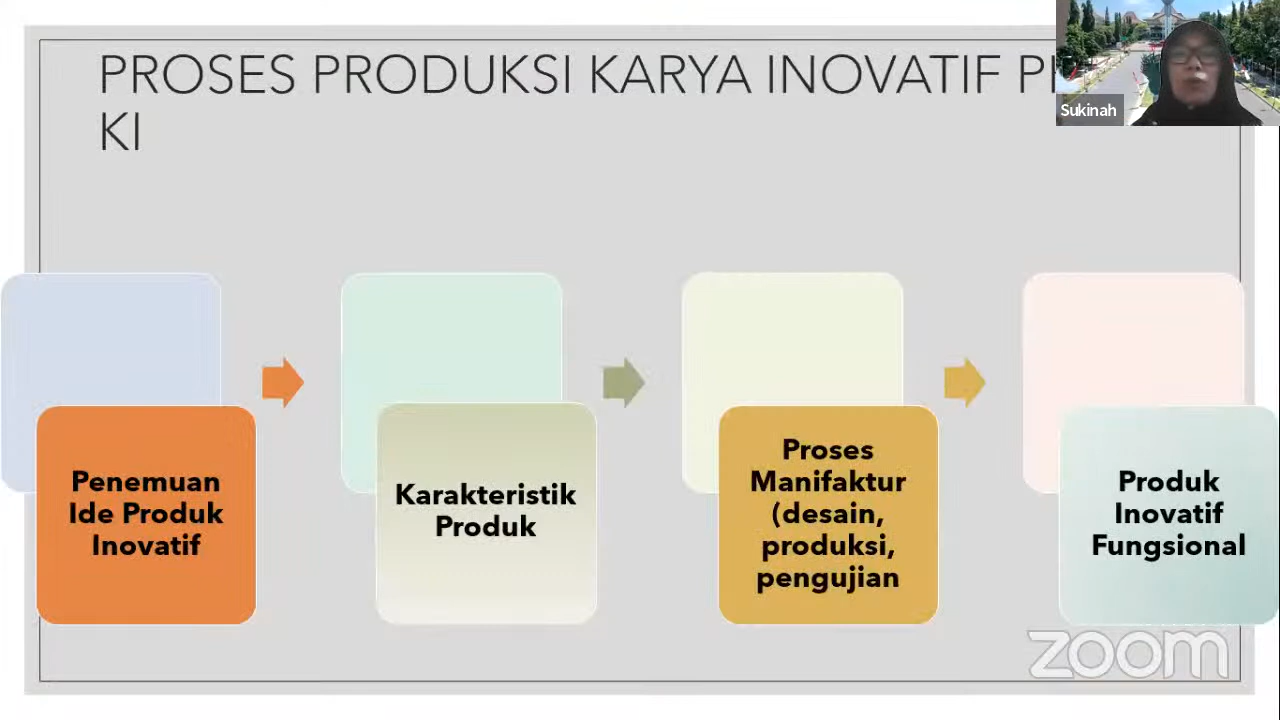 PROSES PRODUKSI KARYA INOVATIF
KI
Sukinah
Penemuan
Ide Produk
Inovatif
Karakteristik
Produk
Proses
Manifaktur
(desain,
produksi,
pengujian
Produk
Inovatif
Fungsional
zoom